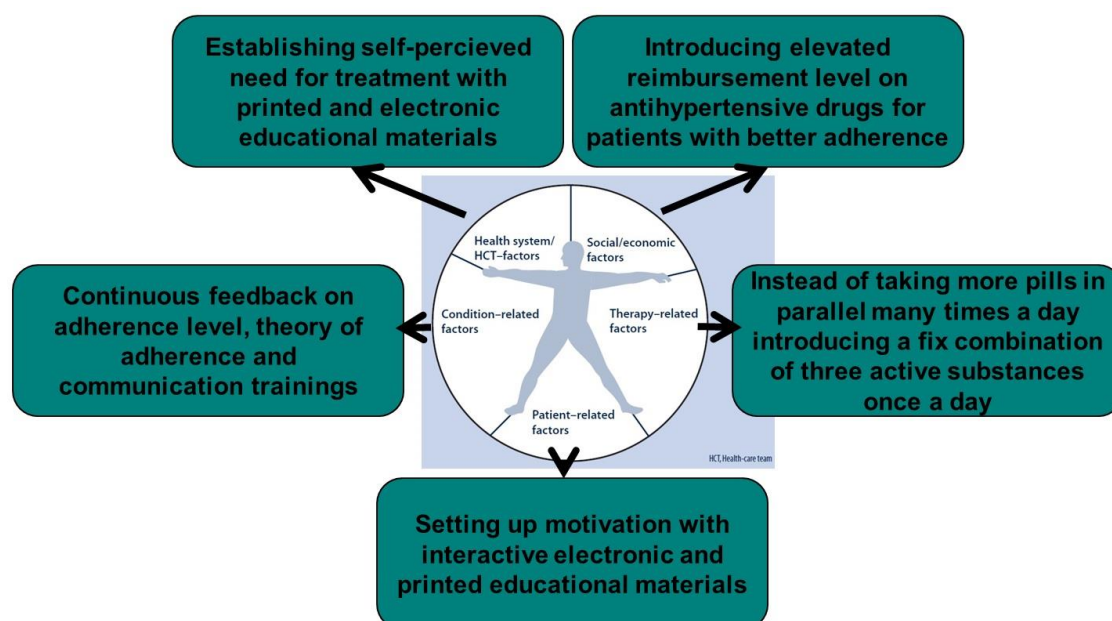 Establishing self-percieved
need for treatment with
printed and electronic
educational materials
Introducing elevated
reimbursement level on
antihypertensive drugs for
patients with better adherence
Health system/
HCT–factors
Social/economic
factors
Continuous feedback on
adherence level, theory of
adherence and
communication trainings
Condition–related
factors
Therapy–related
factors
Instead of taking more pills in
parallel many times a day
introducing a fix combination
of three active substances
once a day
Patient–related
factors
HCT, Health-care team
Setting up motivation with
interactive electronic and
printed educational materials